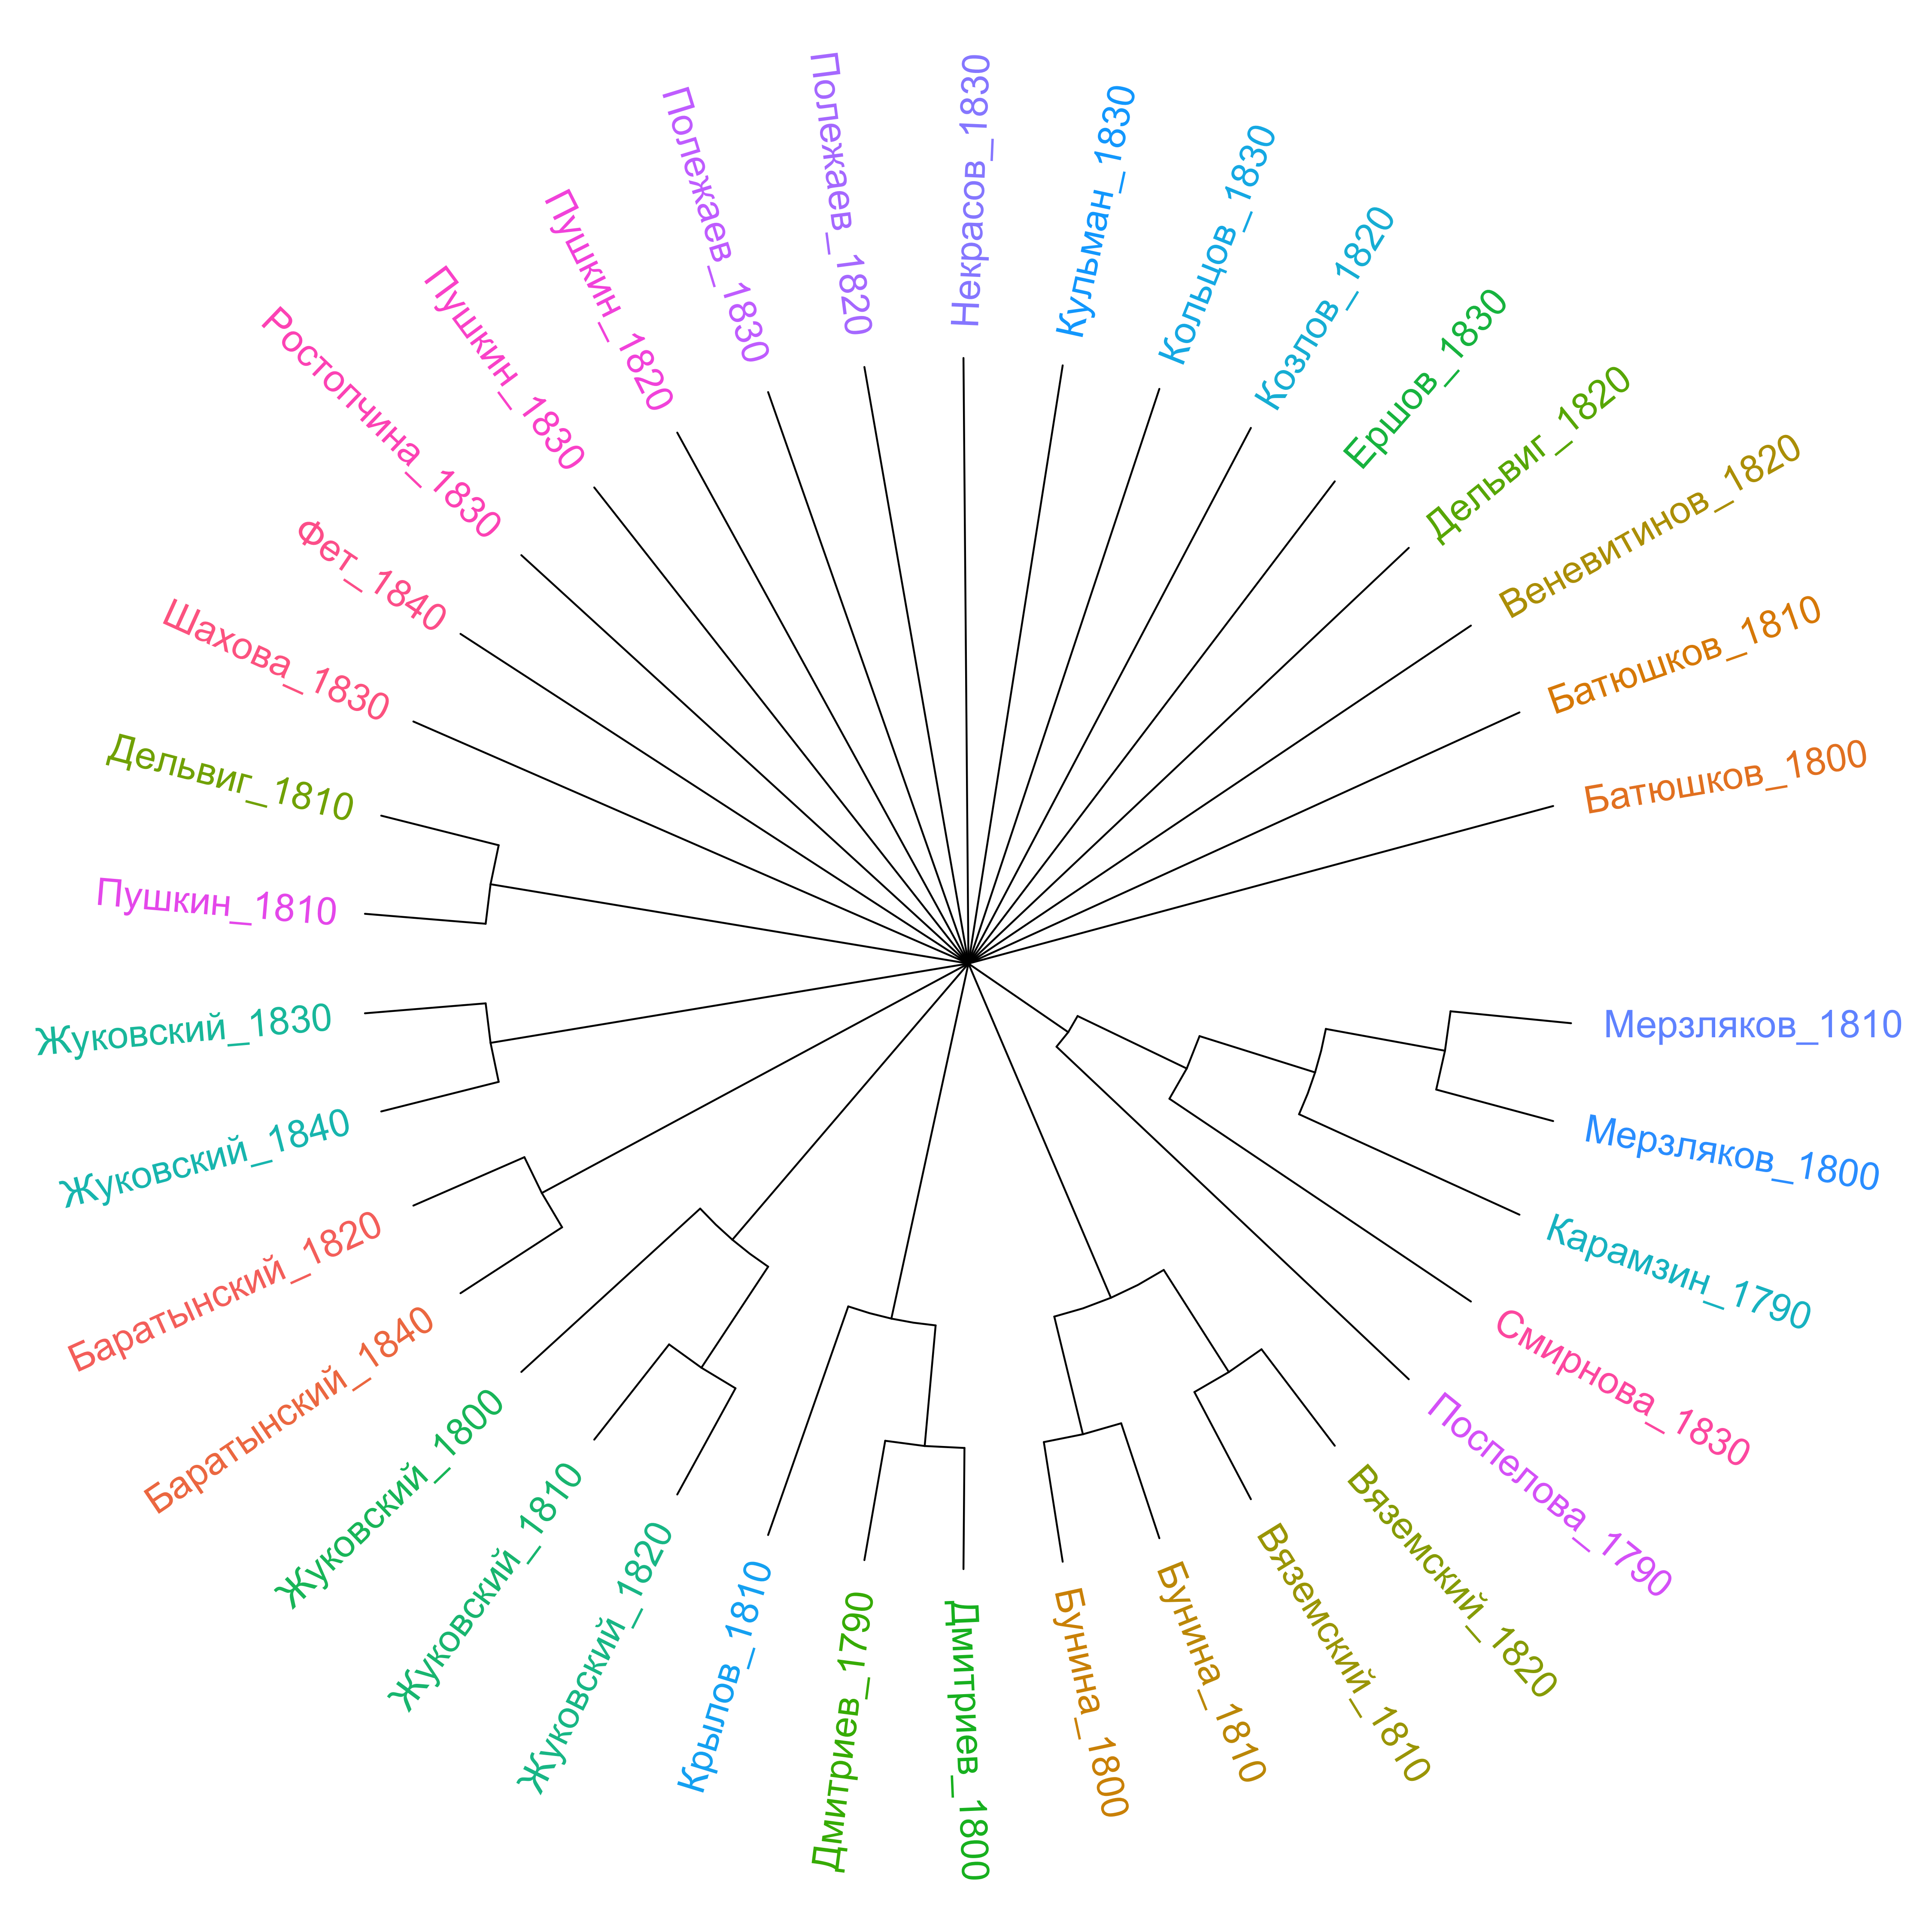 Некрасов_1830
Кульман_1830
Кольцов_1830
Козлов_1820
Ершов_1830
Дельвиг_1820
Веневитинов_1820
Батюшков_1810
Батюшков_1800
Мерзляков_1810
Мерзляков_1800
Карамзин_1790
Смирнова_1830
Поспелова_1790
Вяземский_1820
Вяземский_1810
Бунина_1810
Бунина_1800
Дмитриев_1800
Дмитриев_1790
Крылов_1810
Жуковский_1820
Жуковский_1810
Жуковский_1800
Баратынский_1840
Баратынский_1820
Жуковский_1840
Жуковский_1830
Пушкин_1810
Дельвиг_1810
Шахова_1830
Фет_1840
Ростопчина_1830
Пушкин_1830
Пушкин_1820
Полежаев_1830
Полежаев_1820